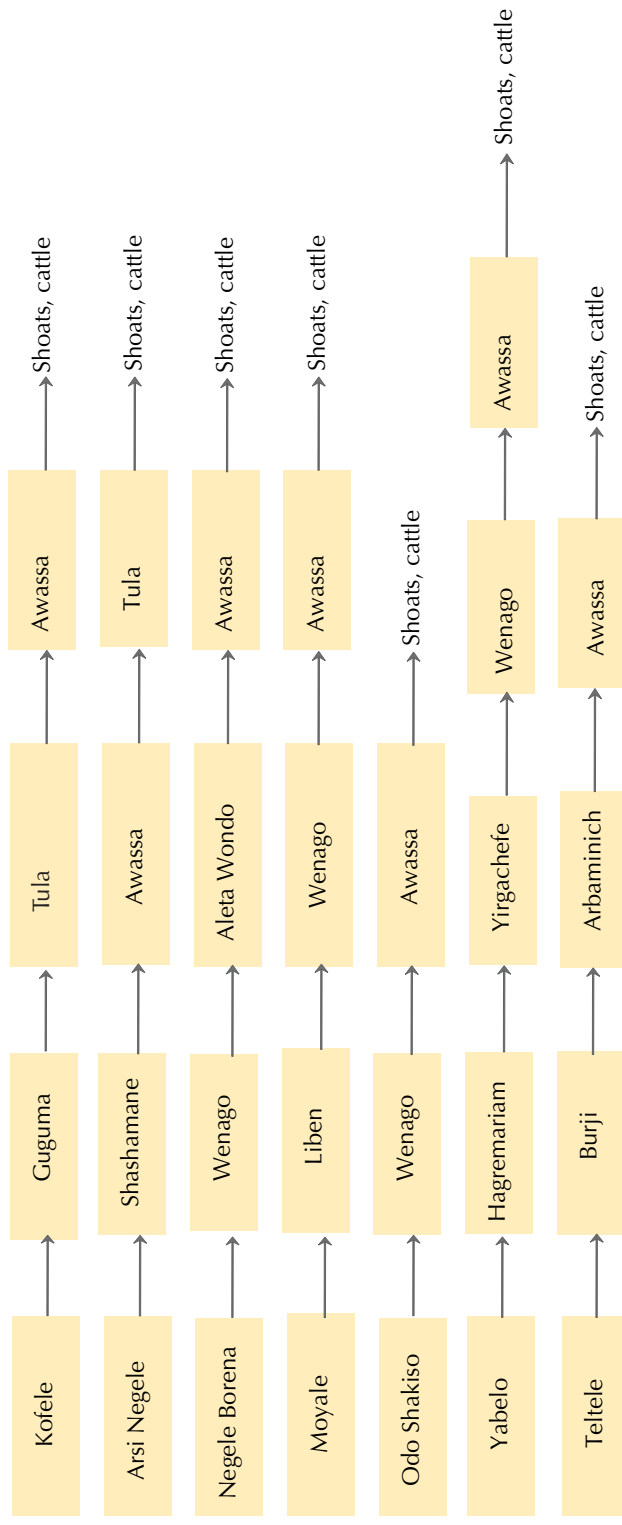 Kofele
Guguma
Tula
Awassa
Shoats, cattle
Arsi Negele
Shashamane
Awassa
Tula
Shoats, cattle
Negele Borena
Wenago
Aleta Wondo
Awassa
Shoats, cattle
Moyale
Liben
Wenago
Awassa
Shoats, cattle
Odo Shakiso
Wenago
Awassa
Shoats, cattle
Yabelo
Hagremariam
Yirgachefe
Wenago
Awassa
Shoats, cattle
Teltele
Burji
Arbaminich
Awassa
Shoats, cattle